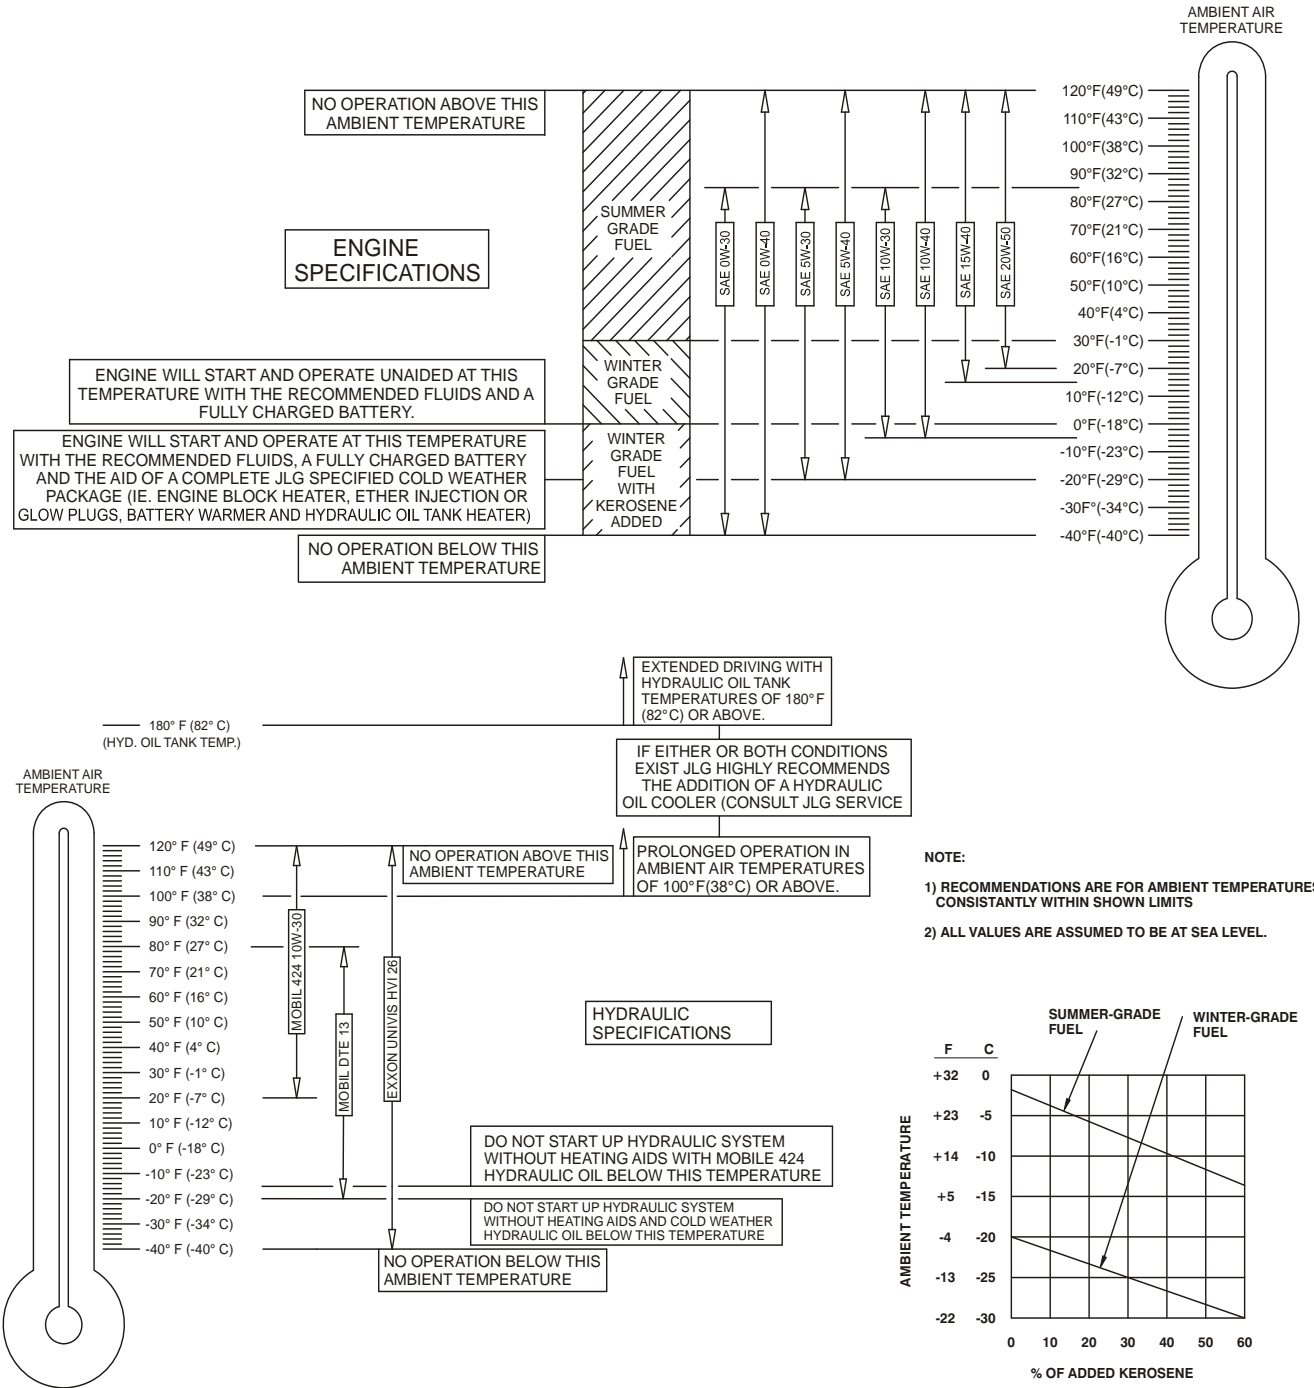 AMBIENT AIR
TEMPERATURE
120°F(49°C)
110°F(43°C)
100°F(38°C)
90°F(32°C)
80°F(27°C)
70°F(21°C)
60°F(16°C)
50°F(10°C)
40°F(4°C)
30°F(-1°C)
20°F(-7°C)
10°F(-12°C)
0°F(-18°C)
-10°F(-23°C)
-20°F(-29°C)
-30F°(-34°C)
-40°F(-40°C)
NO OPERATION ABOVE THIS
AMBIENT TEMPERATURE
ENGINE
SPECIFICATIONS
SUMMER
GRADE
FUEL
WINTER
GRADE
FUEL
WINTER
GRADE
FUEL
WITH
KEROSENE
ADDED
SAE 0W-30
SAE 0W-40
SAE 5W-30
SAE 5W-40
SAE 10W-30
SAE 10W-40
SAE 15W-40
SAE 20W-50
ENGINE WILL START AND OPERATE UNAIDED AT THIS
TEMPERATURE WITH THE RECOMMENDED FLUIDS AND A
FULLY CHARGED BATTERY.
ENGINE WILL START AND OPERATE AT THIS TEMPERATURE
WITH THE RECOMMENDED FLUIDS, A FULLY CHARGED BATTERY
AND THE AID OF A COMPLETE JLG SPECIFIED COLD WEATHER
PACKAGE (IE. ENGINE BLOCK HEATER, ETHER INJECTION OR
GLOW PLUGS, BATTERY WARMER AND HYDRAULIC OIL TANK HEATER)
NO OPERATION BELOW THIS
AMBIENT TEMPERATURE
EXTENDED DRIVING WITH
HYDRAULIC OIL TANK
TEMPERATURES OF 180°F
(82°C) OR ABOVE.
180° F (82° C)
(HYD. OIL TANK TEMP.)
IF EITHER OR BOTH CONDITIONS
EXIST JLG HIGHLY RECOMMENDS
THE ADDITION OF A HYDRAULIC
OIL COOLER (CONSULT JLG SERVICE
AMBIENT AIR
TEMPERATURE
120° F (49° C)
110° F (43° C)
100° F (38° C)
90° F (32° C)
80° F (27° C)
70° F (21° C)
60° F (16° C)
50° F (10° C)
40° F (4° C)
30° F (-1° C)
20° F (-7° C)
10° F (-12° C)
0° F (-18° C)
-10° F (-23° C)
-20° F (-29° C)
-30° F (-34° C)
-40° F (-40° C)
MOBIL 424 10W-30
MOBIL DTE 13
EXXON UNIVIS HVI 26
NO OPERATION ABOVE THIS
AMBIENT TEMPERATURE
PROLONGED OPERATION IN
AMBIENT AIR TEMPERATURES
OF 100°F(38°C) OR ABOVE.
HYDRAULIC
SPECIFICATIONS
DO NOT START UP HYDRAULIC SYSTEM
WITHOUT HEATING AIDS WITH MOBILE 424
HYDRAULIC OIL BELOW THIS TEMPERATURE
DO NOT START UP HYDRAULIC SYSTEM
WITHOUT HEATING AIDS AND COLD WEATHER
HYDRAULIC OIL BELOW THIS TEMPERATURE
NO OPERATION BELOW THIS
AMBIENT TEMPERATURE
NOTE:
1) RECOMMENDATIONS ARE FOR AMBIENT TEMPERATURES
CONSISTANTLY WITHIN SHOWN LIMITS
2) ALL VALUES ARE ASSUMED TO BE AT SEA LEVEL.
SUMMER-GRADE
FUEL
WINTER-GRADE
FUEL
F C
+32 0
+23 -5
+14 -10
+5 -15
-4 -20
-13 -25
-22 -30
AMBIENT TEMPERATURE
0 10 20 30 40 50 60
% OF ADDED KEROSENE